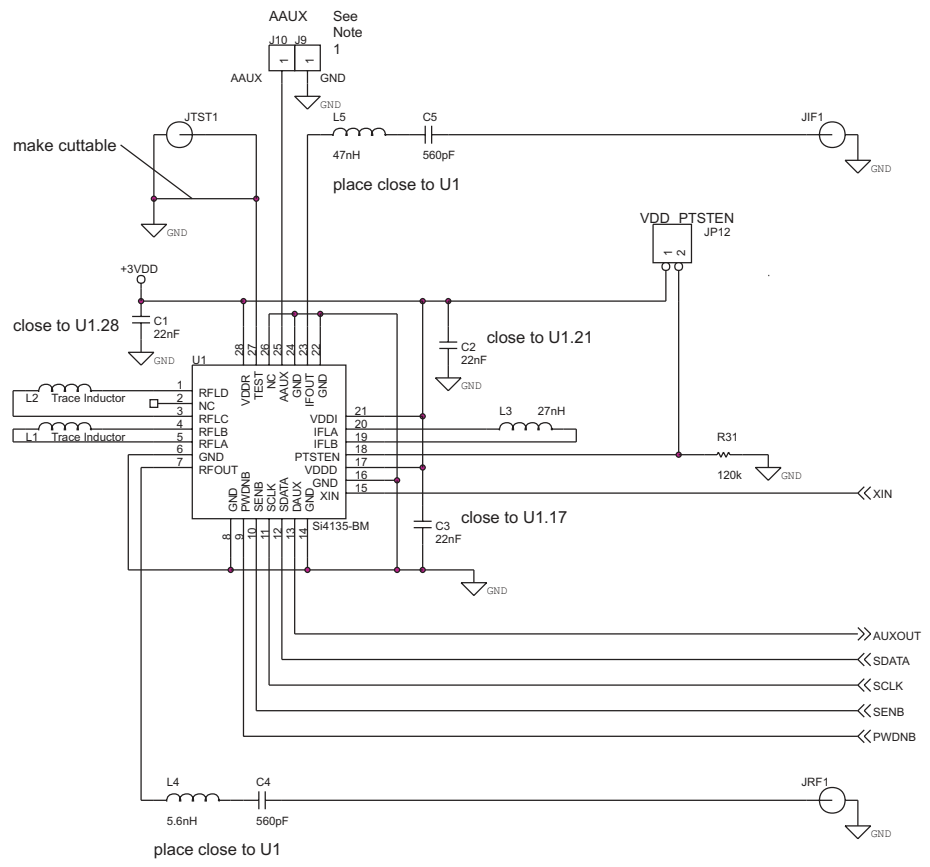 AAUX
See
Note
1
J10 J9
1 1
AAUX GND
GND
JTST1
make cuttable
GND
L5 C5
47nH 560pF
place close to U1
JIF1
GND
VDD PTSTEN
JP12
1 2
+3VDD
close to U1.28
C1
22nF
GND
C2
22nF
close to U1.21
GND
U1
28 27 26 25 24 23 22
VDDR TEST NC AAUX GND IFOUT GND
L2 Trace Inductor
L1 Trace Inductor
1 RFLD
2 NC
3 RFLC
4 RFLB
5 RFLA
6 GND
7 RFOUT
VDDI 21
IFLA 20
IFLB 19
PTSTEN 18
VDDD 17
GND 16
XIN 15
GND PWDNB SENB SCLK SDATA DAUX GND
8 9 10 11 12 13 14
Si4135-BM
L3 27nH
R31
120k
GND
XIN
C3
22nF
close to U1.17
GND
AUXOUT
SDATA
SCLK
SENB
PWDNB
L4 C4
5.6nH 560pF
place close to U1
JRF1
GND